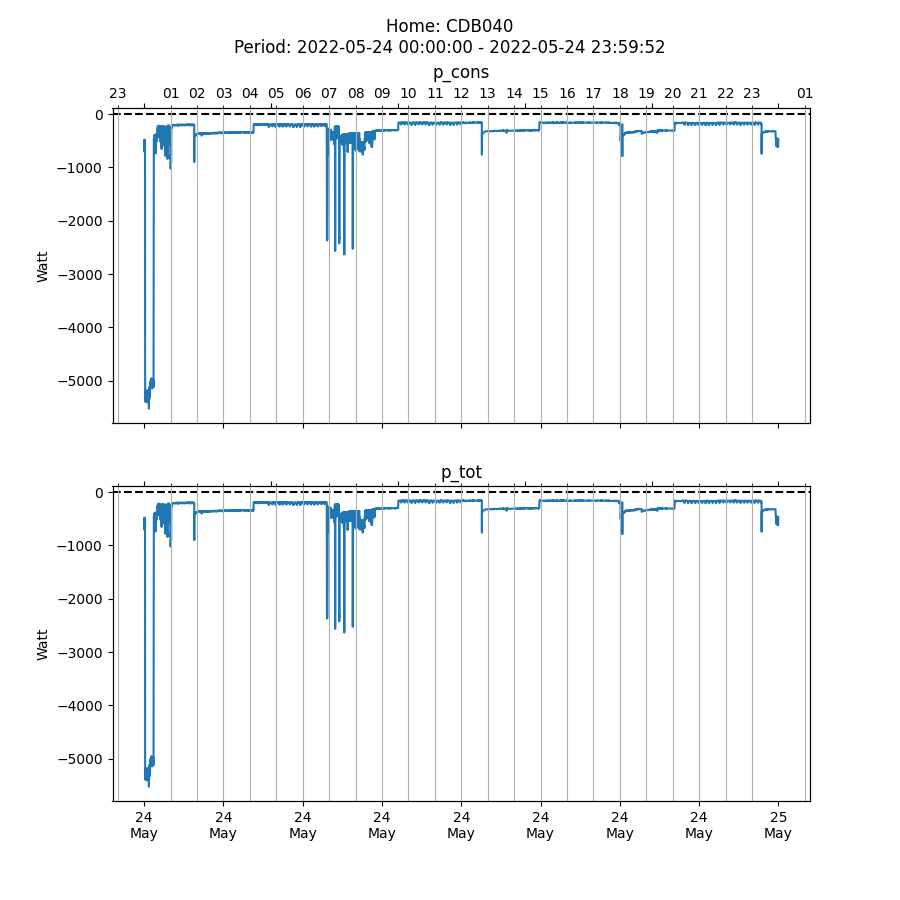 Home: CDB040
Period: 2022-05-24 00:00:00 - 2022-05-24 23:59:52
p_cons
23 01 02 03 04 05 06 07 08 09 10 11 12 13 14 15 16 17 18 19 20 21 22 23 01
0
−1000
−2000
−3000
−4000
−5000
Watt
p_tot
0
−1000
−2000
−3000
−4000
−5000
Watt
24 24 24 24 24 24 24 24 25
May May May May May May May May May